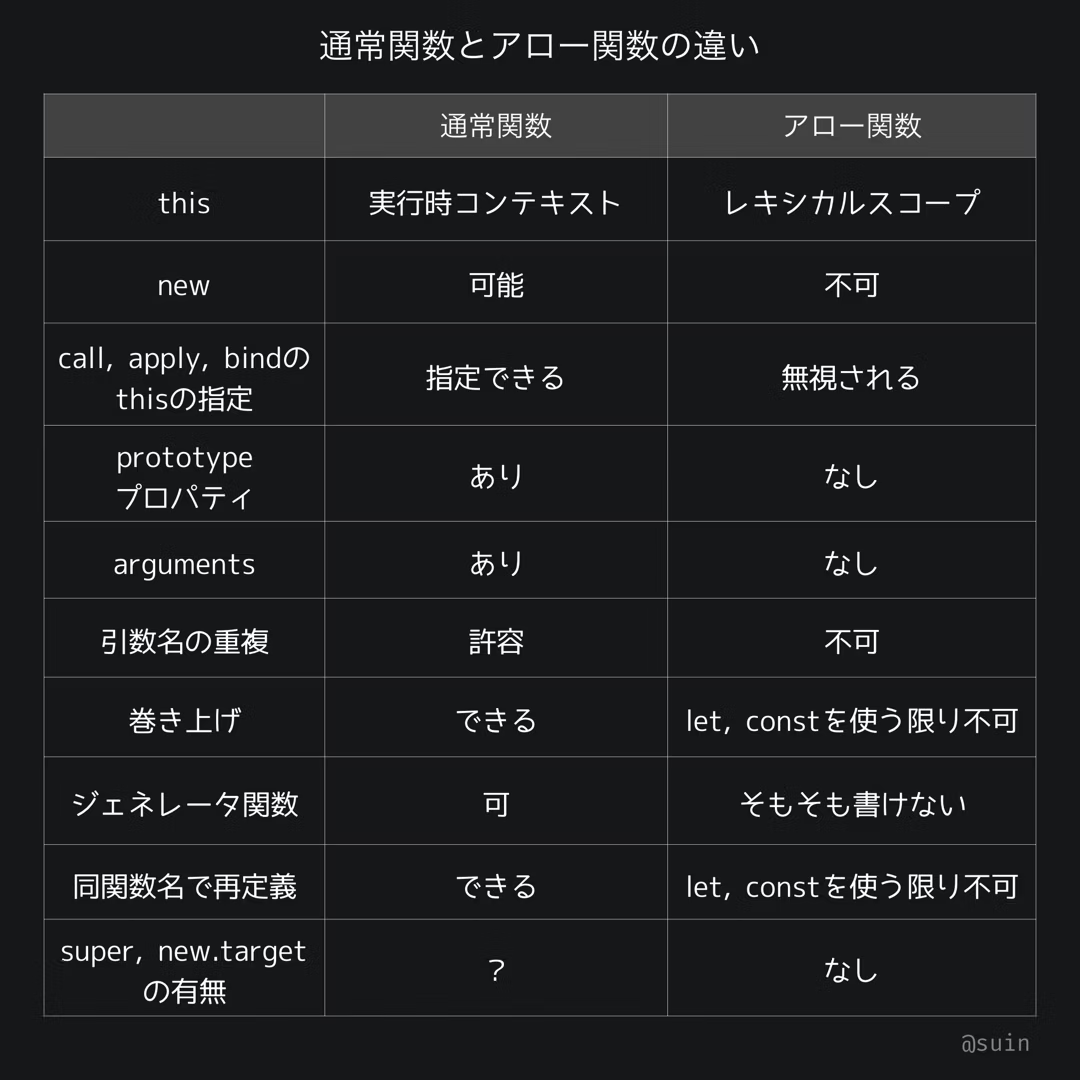 通常関数とアロー関数の違い
通常関数 アロー関数
this 実行時コンテキスト レキシカルスコープ
new 可能 不可
call, apply, bindの
thisの指定 指定できる 無視される
prototype
プロパティ あり なし
arguments あり なし
引数名の重複 許容 不可
巻き上げ できる let, constを使う限り不可
ジェネレータ関数 可 そもそも書けない
同関数名で再定義 できる let, constを使う限り不可
super, new.target
の有無 ? なし
@suin